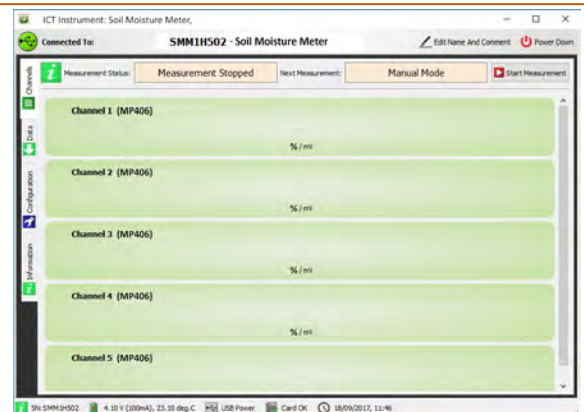 ICT Instrument: Soil Moisture Meter,
Connected To: SMM1H502 - Soil Moisture Meter Edit Name And Comment Power Down
Measurement Status: Measurement Stopped Next Measurement: Manual Mode Start Measurement
Channels
Data
Configuration
Information
Channel 1 (MP406)
% / mV
Channel 2 (MP406)
% / mV
Channel 3 (MP406)
% / mV
Channel 4 (MP406)
% / mV
Channel 5 (MP406)
SN:SMM1H502 4.10 V (100mA), 23.10 deg.C USB Power Card OK 18/09/2017, 11:46